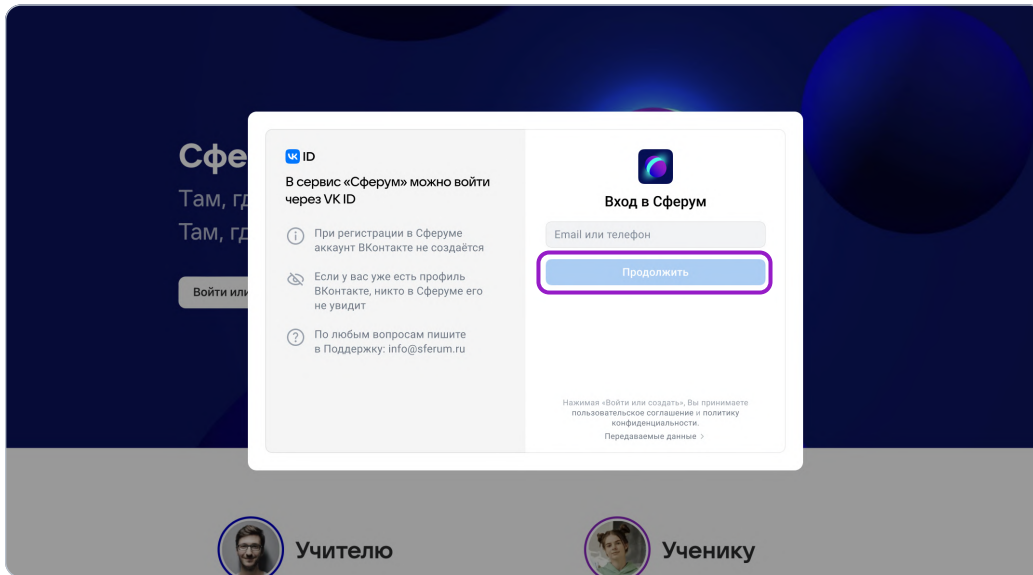 Сфе
Там, гд
Там, гд
Войти или
VK ID
В сервис «Сферум» можно войти
через VK ID
При регистрации в Сферуме
аккаунт ВКонтакте не создаётся
Если у вас уже есть профиль
ВКонтакте, никто в Сферуме его
не увидит
По любым вопросам пишите
в Поддержку: info@sferum.ru
Вход в Сферум
Email или телефон
Продолжить
Нажимая «Войти или создать», Вы принимаете
пользовательское соглашение и политику
конфиденциальности.
Передаваемые данные >
Учителю
Ученику